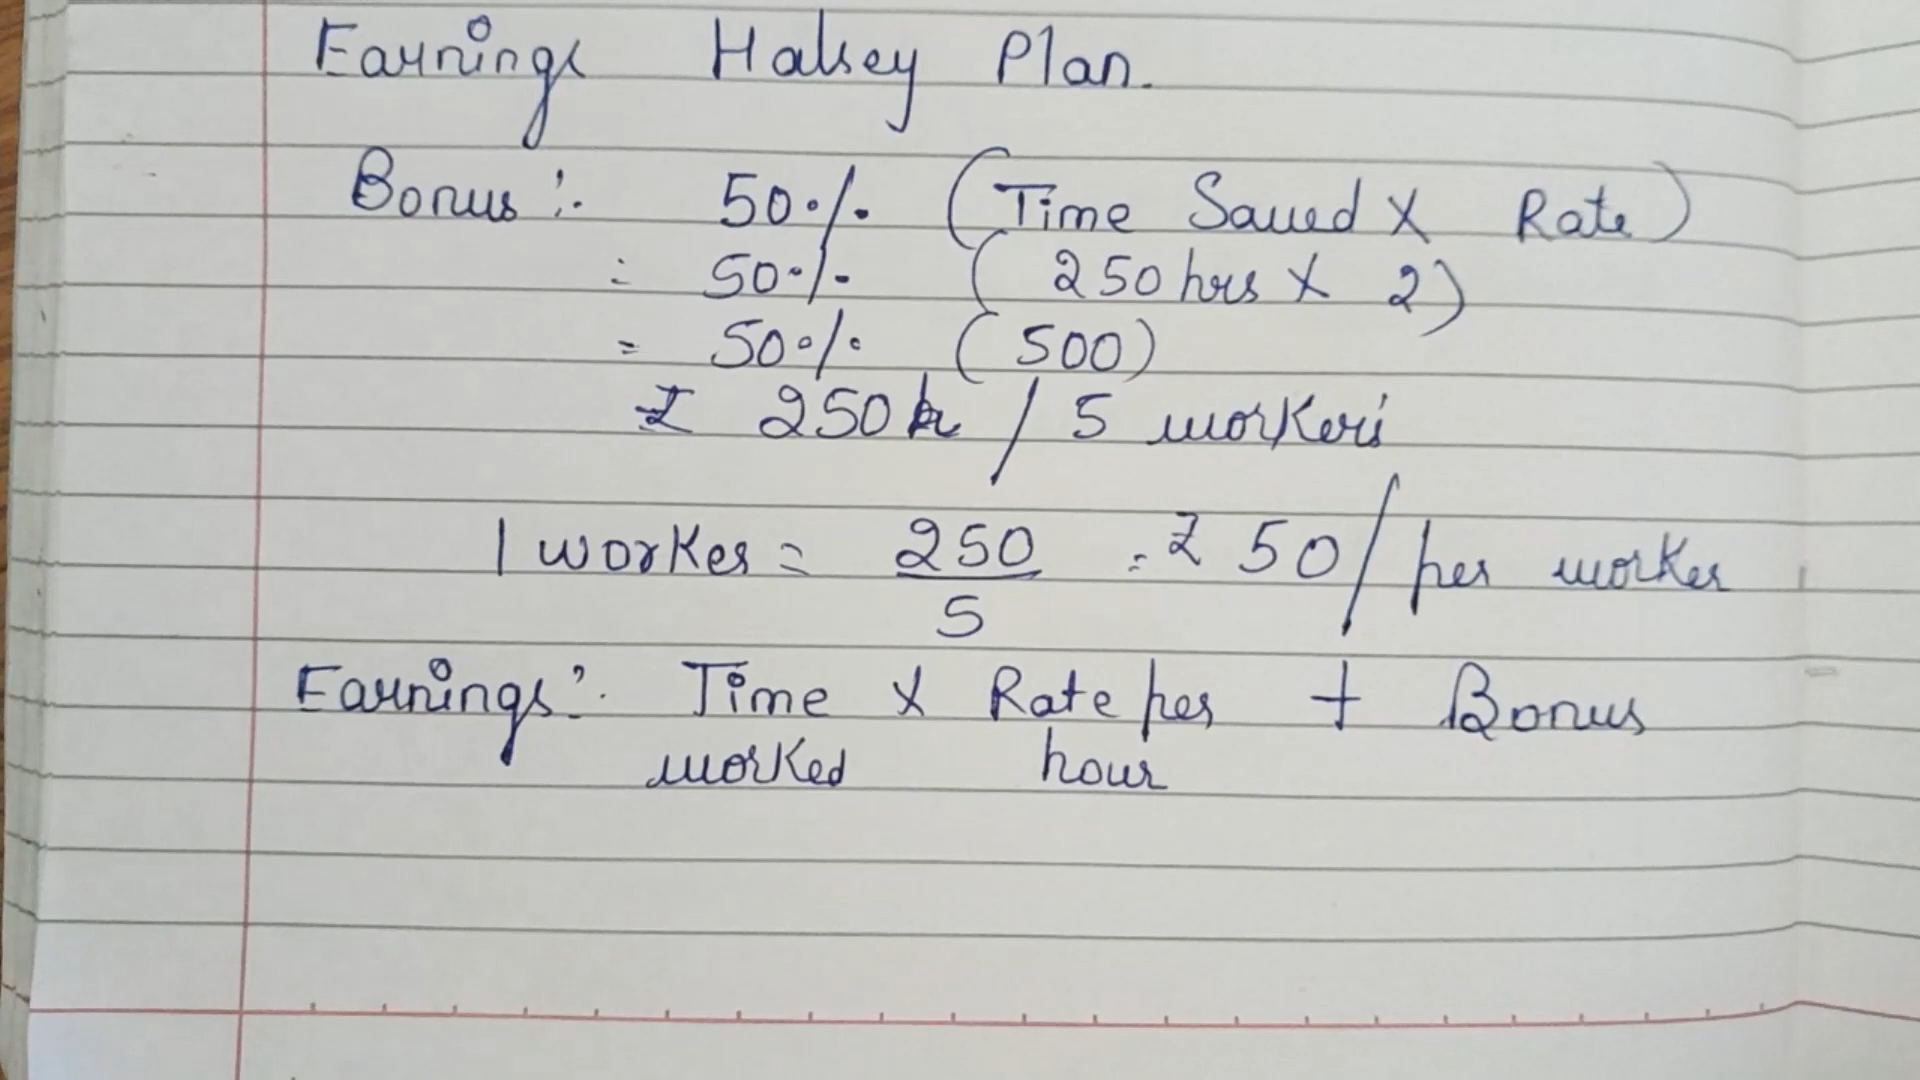 Earnings Halsey Plan.
Bonus :- 50% (Time Saved X Rate)
= 50% (250 hrs X 2)
= 50% (500)
₹ 250 / 5 workers
1 worker = 250/5 = ₹ 50/ per worker
Earnings :- Time X Rate per + Bonus
worked hour